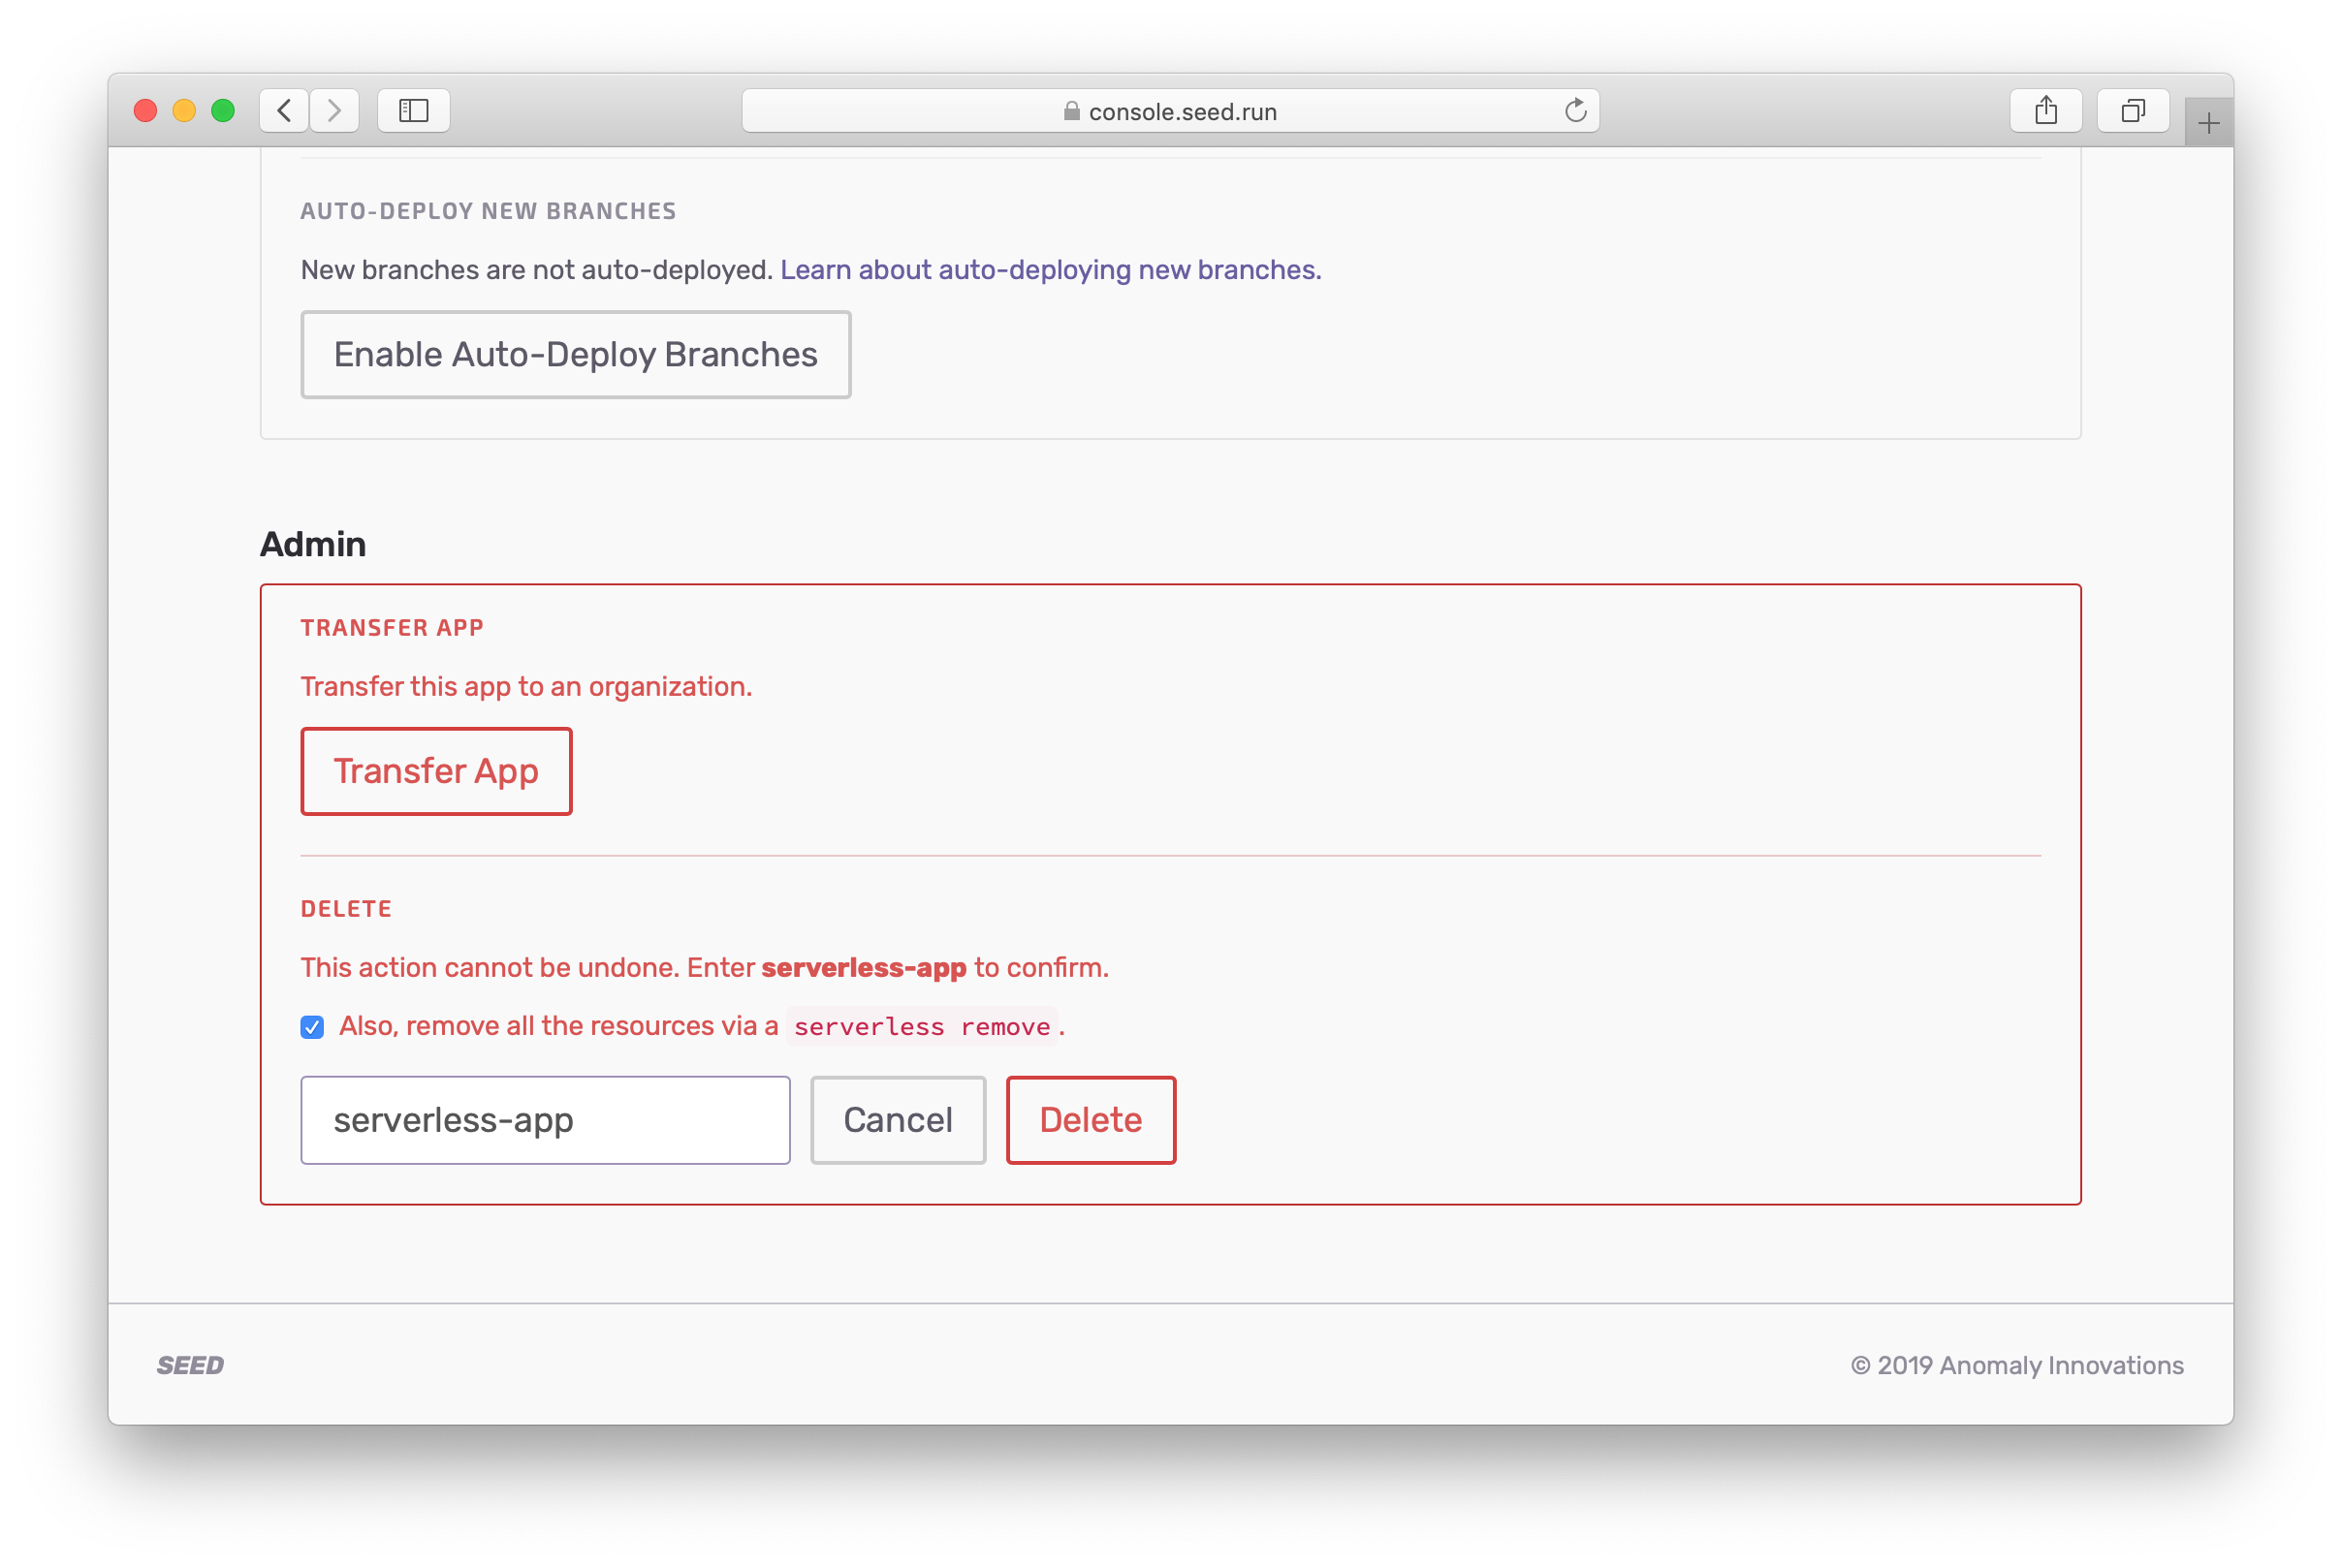 console.seed.run
AUTO-DEPLOY NEW BRANCHES
New branches are not auto-deployed. Learn about auto-deploying new branches.
Enable Auto-Deploy Branches
Admin
TRANSFER APP
Transfer this app to an organization.
Transfer App
DELETE
This action cannot be undone. Enter serverless-app to confirm.
Also, remove all the resources via a serverless remove.
serverless-app Cancel Delete
SEED © 2019 Anomaly Innovations